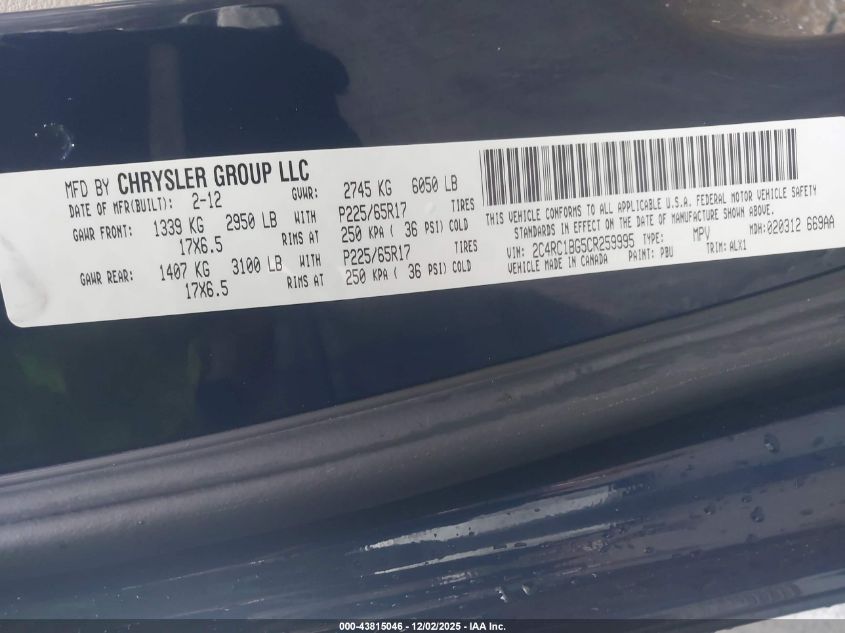 MFD BY CHRYSLER GROUP LLC
DATE OF MFR(BUILT): 2-12 GVWR: 2745 KG 6050 LB
GAWR FRONT: 1339 KG 2950 LB WITH P225/65R17 TIRES
17X6.5 RIMS AT 250 KPA ( 36 PSI) COLD
GAWR REAR: 1407 KG 3100 LB WITH P225/65R17 TIRES
17X6.5 RIMS AT 250 KPA ( 36 PSI) COLD
THIS VEHICLE CONFORMS TO ALL APPLICABLE U.S.A. FEDERAL MOTOR VEHICLE SAFETY
STANDARDS IN EFFECT ON THE DATE OF MANUFACTURE SHOWN ABOVE.
VIN: 2C4RC1BG5CR259995 TYPE: MPV MDH:020312 669AA
VEHICLE MADE IN CANADA PAINT: PBU TRIM: ALX1
000-43815046 - 12/02/2025 - IAA Inc.